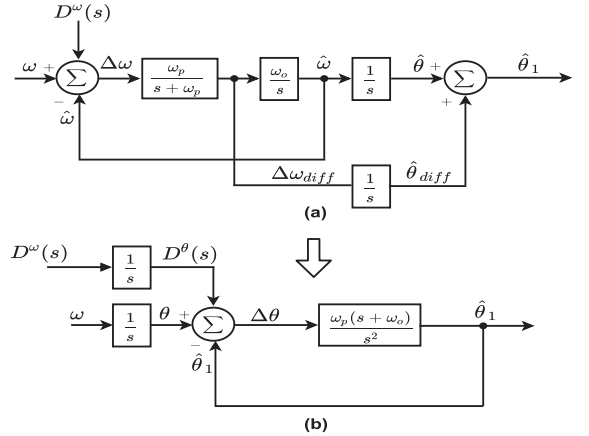 D^ω(s)
ω + Σ Δω ω_p / (s + ω_p) ω_o / s ω̂ 1 / s θ̂ + Σ θ̂_1
− ω̂ +
Δω_diff 1 / s θ̂_diff
(a)
D^ω(s) 1 / s D^θ(s)
ω 1 / s θ + Σ Δθ ω_p(s + ω_o) / s^2 θ̂_1
− θ̂_1
(b)